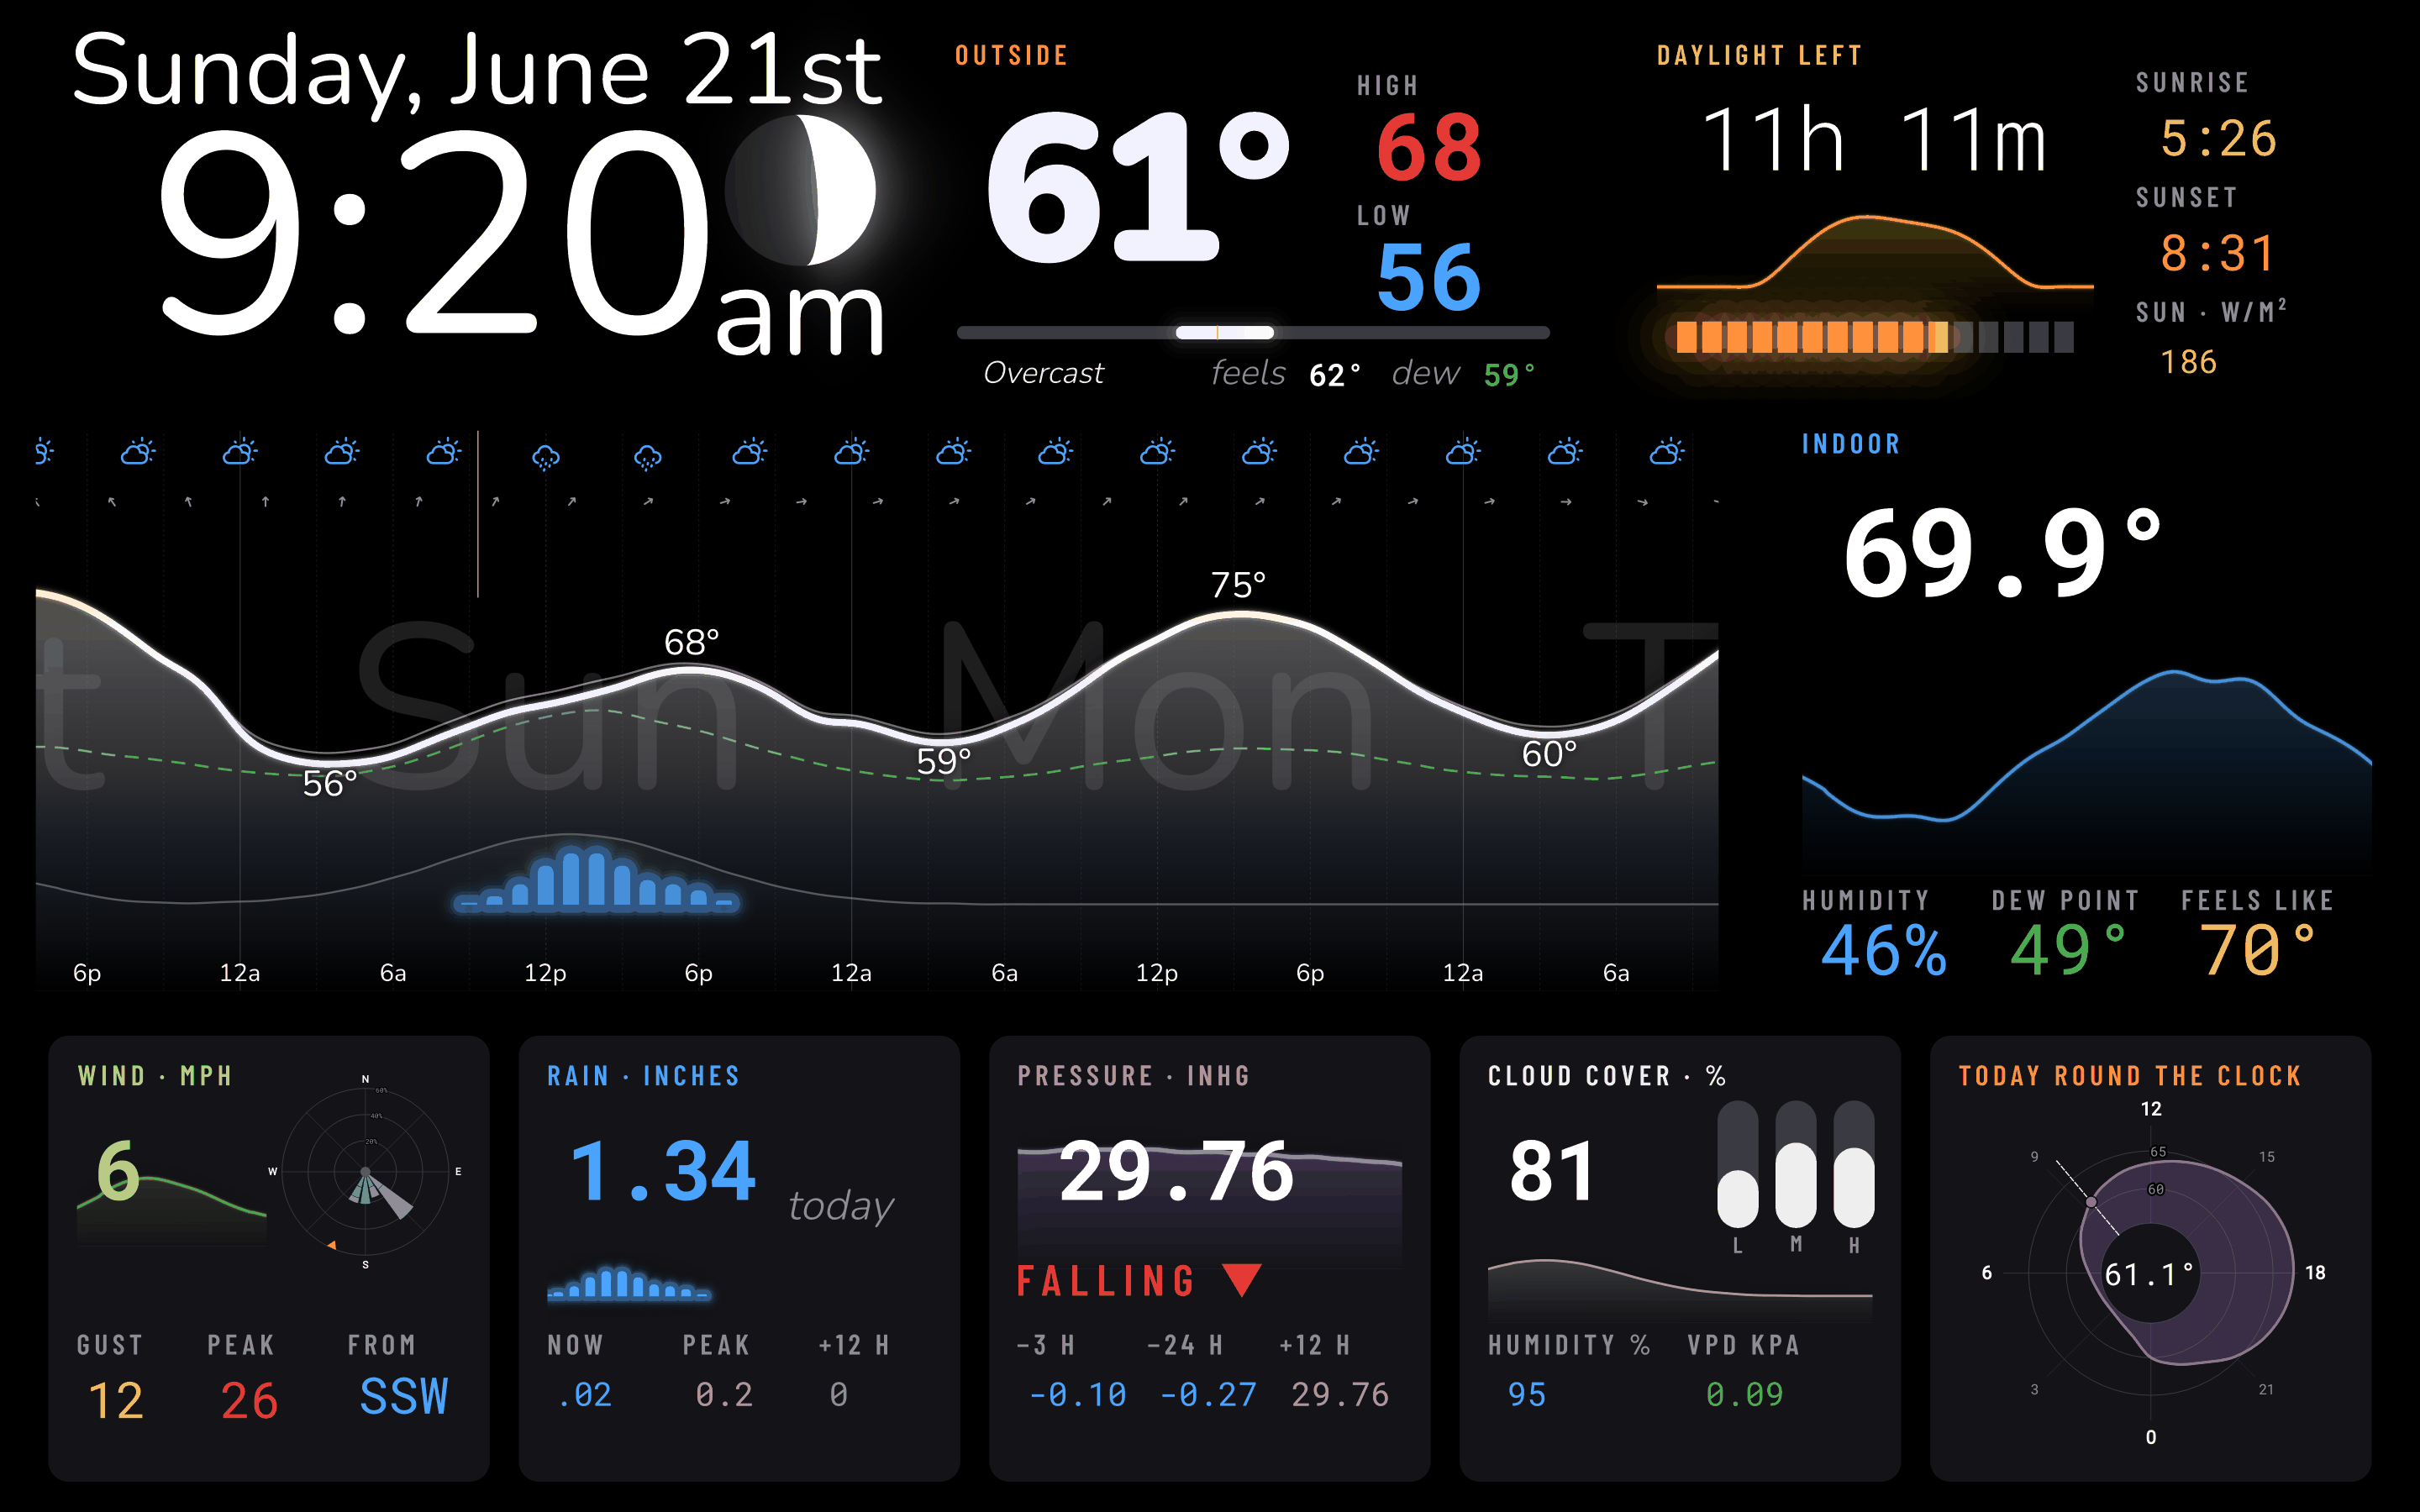 Sunday, June 21st
9:20 am
OUTSIDE
61°
HIGH
68
LOW
56
Overcast feels 62° dew 59°
DAYLIGHT LEFT
11h 11m
SUNRISE
5:26
SUNSET
8:31
SUN · W/M²
186
75°
68°
56°
59°
60°
t Sun Mon T
6p 12a 6a 12p 6p 12a 6a 12p 6p 12a 6a
INDOOR
69.9°
HUMIDITY DEW POINT FEELS LIKE
46% 49° 70°
WIND · MPH
6
N
60%
40%
20%
W E
S
GUST PEAK FROM
12 26 SSW
RAIN · INCHES
1.34 today
NOW PEAK +12 H
.02 0.2 0
PRESSURE · INHG
29.76
FALLING
−3 H −24 H +12 H
-0.10 -0.27 29.76
CLOUD COVER · %
81
L M H
HUMIDITY % VPD KPA
95 0.09
TODAY ROUND THE CLOCK
12
9 65 15
60
6 61.1° 18
3 21
0